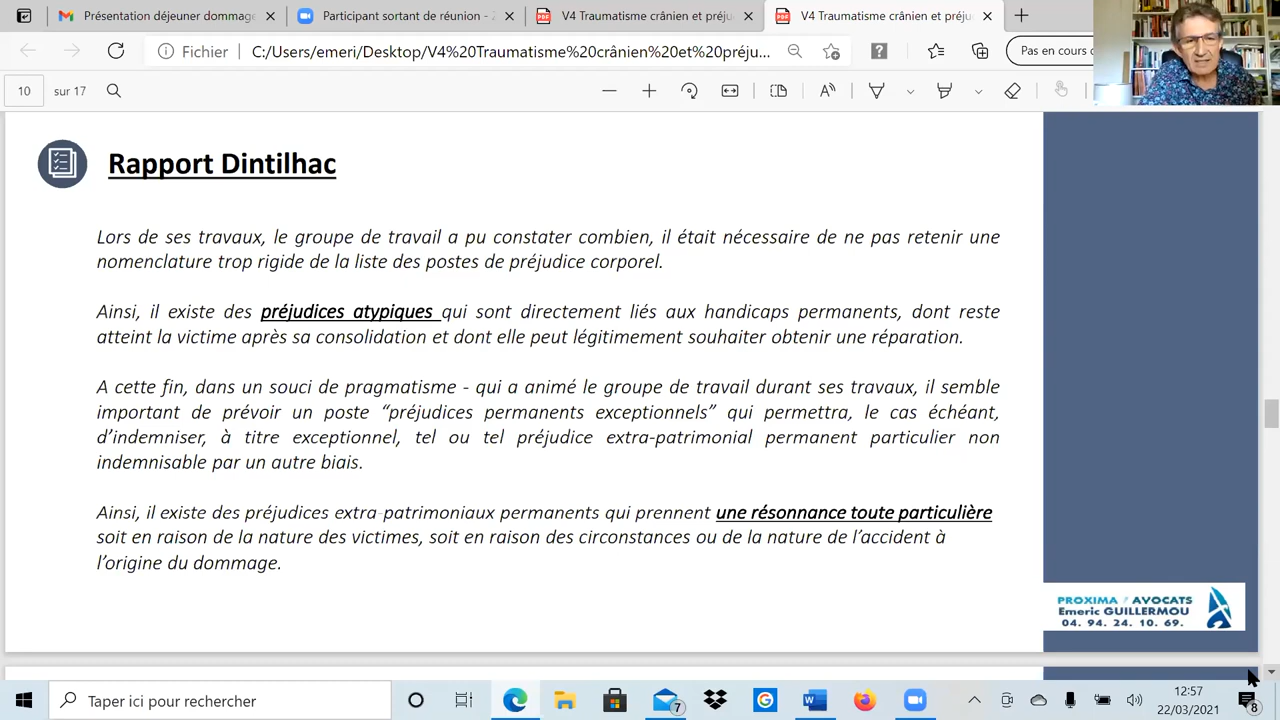 Présentation déjeuner dommage
Participant sortant de réunion - Z
V4 Traumatisme crânien et préju
V4 Traumatisme crânien et préju
Fichier
C:/Users/emeri/Desktop/V4%20Traumatisme%20crânien%20et%20préju...
Pas en cours d
10
sur 17
Rapport Dintilhac
Lors de ses travaux, le groupe de travail a pu constater combien, il était nécessaire de ne pas retenir une
nomenclature trop rigide de la liste des postes de préjudice corporel.
Ainsi, il existe des préjudices atypiques qui sont directement liés aux handicaps permanents, dont reste
atteint la victime après sa consolidation et dont elle peut légitimement souhaiter obtenir une réparation.
A cette fin, dans un souci de pragmatisme - qui a animé le groupe de travail durant ses travaux, il semble
important de prévoir un poste “préjudices permanents exceptionnels” qui permettra, le cas échéant,
d’indemniser, à titre exceptionnel, tel ou tel préjudice extra-patrimonial permanent particulier non
indemnisable par un autre biais.
Ainsi, il existe des préjudices extra-patrimoniaux permanents qui prennent une résonnance toute particulière
soit en raison de la nature des victimes, soit en raison des circonstances ou de la nature de l’accident à
l’origine du dommage.
PROXIMA / AVOCATS
Emeric GUILLERMOU
04. 94. 24. 10. 69.
Taper ici pour rechercher
7
12:57
22/03/2021
8